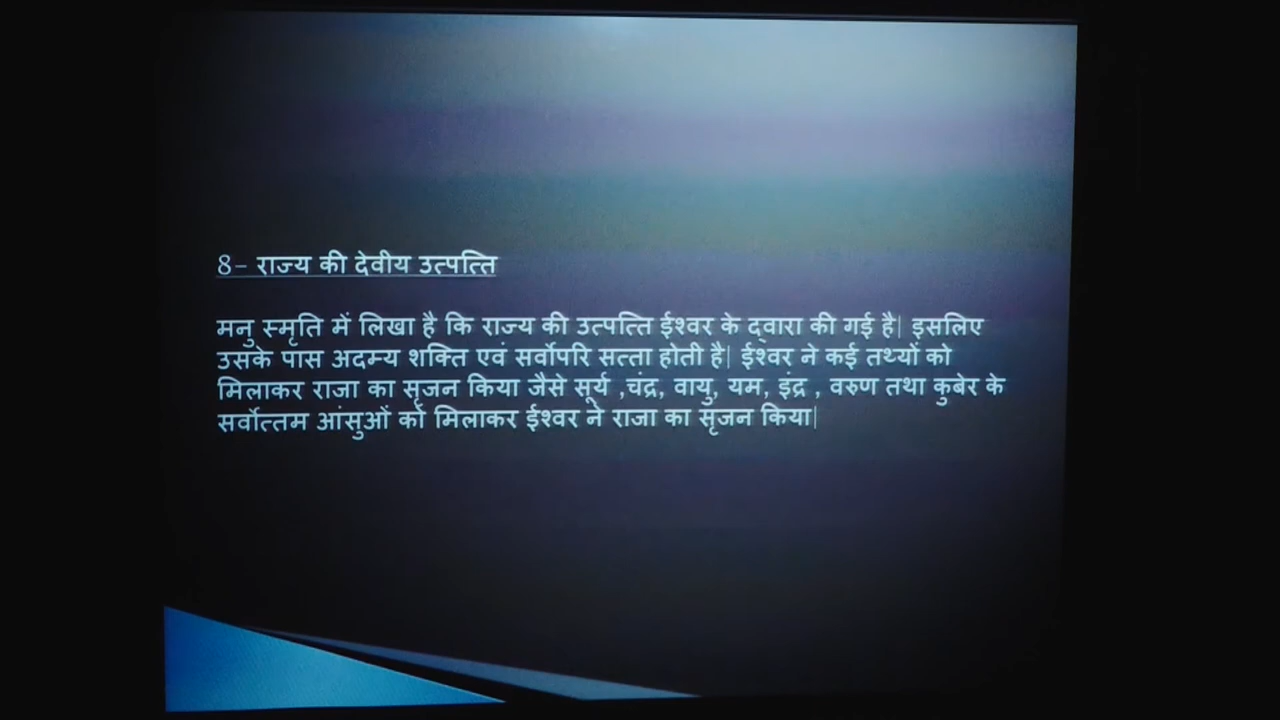 8- राज्य की देवीय उत्पत्ति
मनु स्मृति में लिखा है कि राज्य की उत्पत्ति ईश्वर के द्वारा की गई है| इसलिए
उसके पास अदम्य शक्ति एवं सर्वोपरि सत्ता होती है| ईश्वर ने कई तथ्यों को
मिलाकर राजा का सृजन किया जैसे सूर्य ,चंद्र, वायु, यम, इंद्र , वरुण तथा कुबेर के
सर्वोत्तम आंसुओं को मिलाकर ईश्वर ने राजा का सृजन किया|